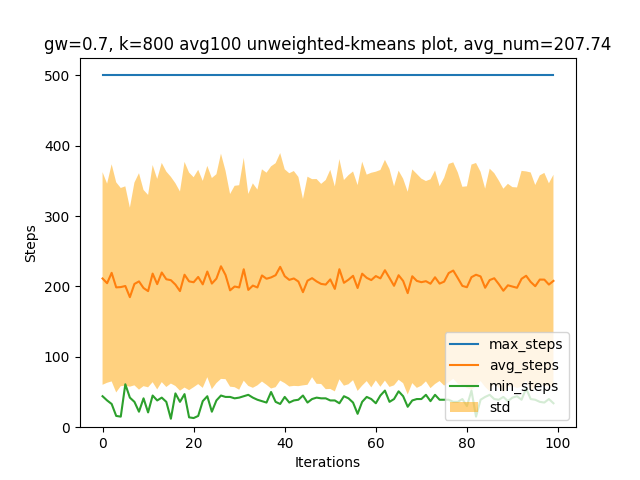 gw=0.7, k=800 avg100 unweighted-kmeans plot, avg_num=207.74
500
400
300
200
100
0
Steps
max_steps
avg_steps
min_steps
std
0
20
40
60
80
100
Iterations